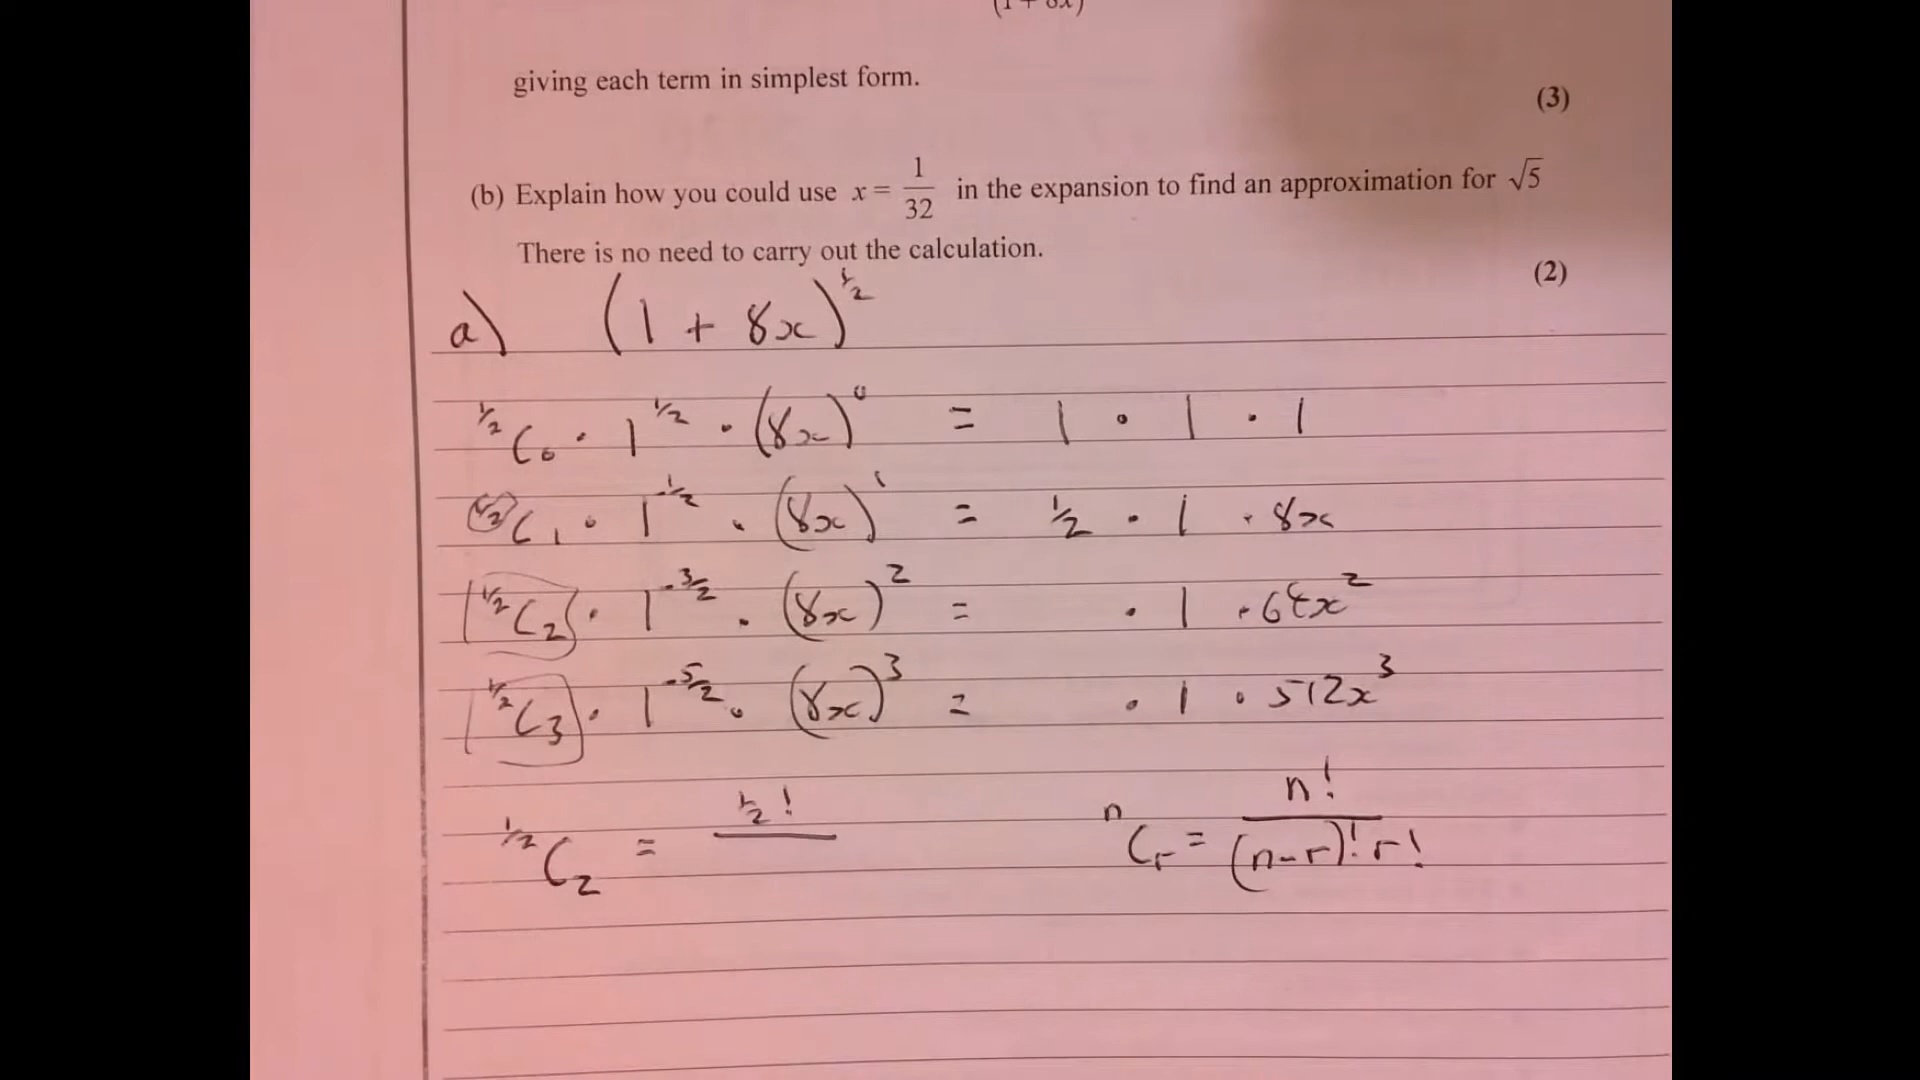 (1 + 8x)
giving each term in simplest form.
(3)
(b) Explain how you could use x = 1/32 in the expansion to find an approximation for √5
There is no need to carry out the calculation.
(2)
a) (1 + 8x)^½
^½C₀ · 1^½ · (8x)⁰ = 1 · 1 · 1
^½C₁ · 1^-½ · (8x)¹ = ½ · 1 · 8x
^½C₂ · 1^-3/2 · (8x)² = · 1 · 64x²
^½C₃ · 1^-5/2 · (8x)³ = · 1 · 512x³
^½C₂ = ½!
ⁿCᵣ = n! / (n-r)! r!